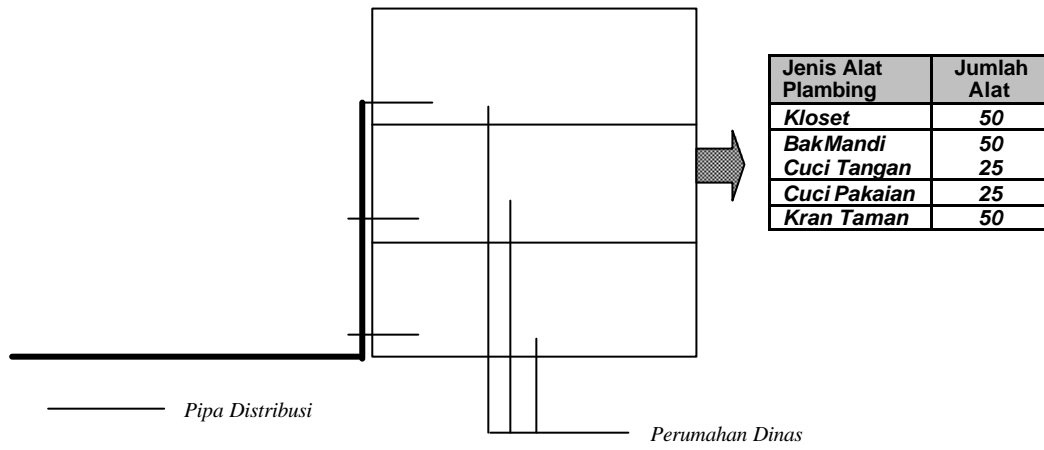 Jenis Alat Plambing Jumlah Alat
Kloset 50
BakMandi 50
Cuci Tangan 25
Cuci Pakaian 25
Kran Taman 50
Pipa Distribusi
Perumahan Dinas